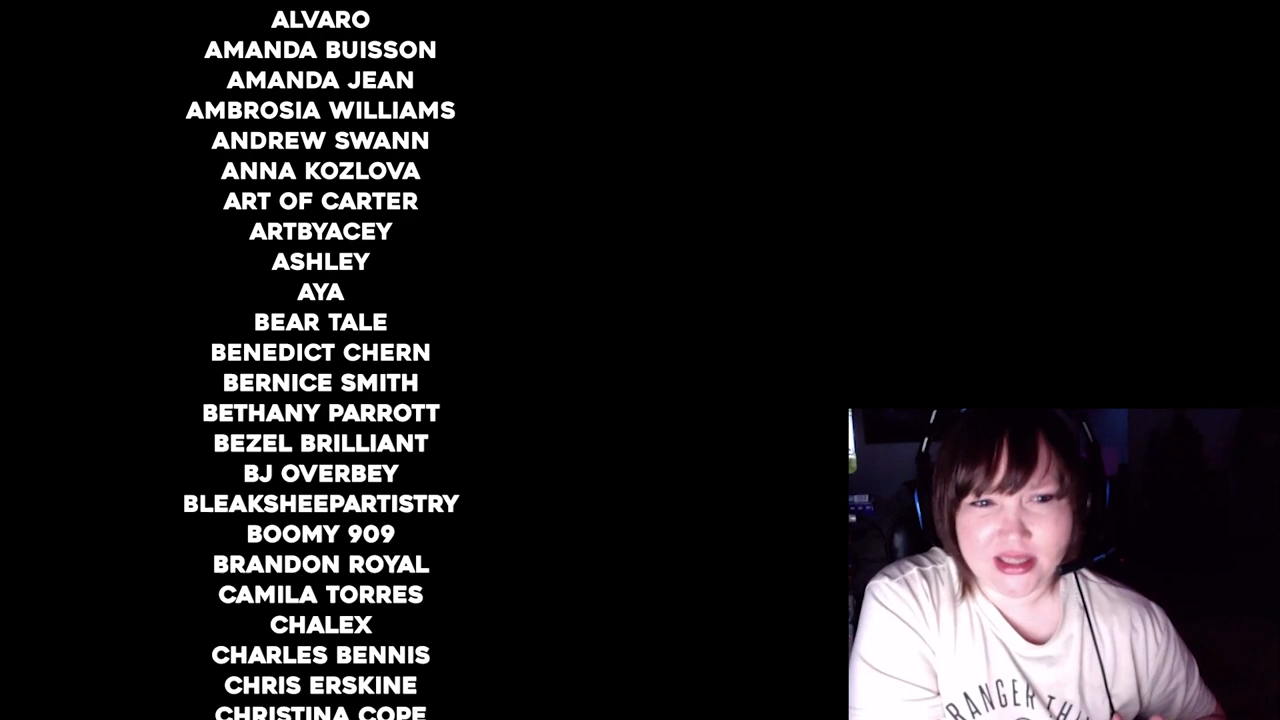 ALVARO
AMANDA BUISSON
AMANDA JEAN
AMBROSIA WILLIAMS
ANDREW SWANN
ANNA KOZLOVA
ART OF CARTER
ARTBYACEY
ASHLEY
AYA
BEAR TALE
BENEDICT CHERN
BERNICE SMITH
BETHANY PARROTT
BEZEL BRILLIANT
BJ OVERBEY
BLEAKSHEEPARTISTRY
BOOMY 909
BRANDON ROYAL
CAMILA TORRES
CHALEX
CHARLES BENNIS
CHRIS ERSKINE
CHRISTINA COPE